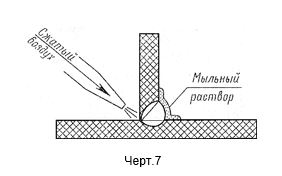 Сжатый
воздух
Мыльный
раствор
Черт.7